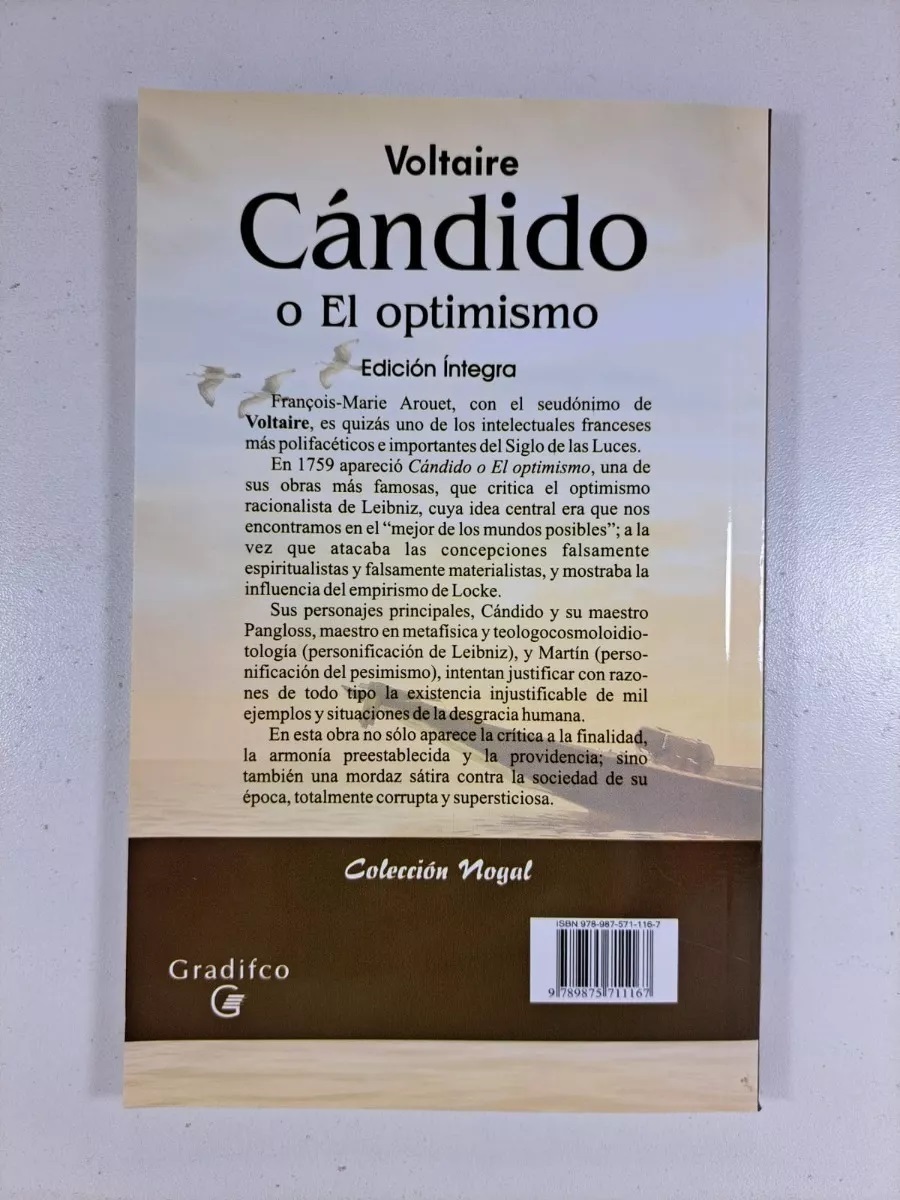 Voltaire
Cándido
o El optimismo
Edición Íntegra
François-Marie Arouet, con el seudónimo de
Voltaire, es quizás uno de los intelectuales franceses
más polifacéticos e importantes del Siglo de las Luces.
En 1759 apareció Cándido o El optimismo, una de
sus obras más famosas, que critica el optimismo
racionalista de Leibniz, cuya idea central era que nos
encontramos en el “mejor de los mundos posibles”; a la
vez que atacaba las concepciones falsamente
espiritualistas y falsamente materialistas, y mostraba la
influencia del empirismo de Locke.
Sus personajes principales, Cándido y su maestro
Pangloss, maestro en metafísica y teologocosmoloidio-
tología (personificación de Leibniz), y Martín (perso-
nificación del pesimismo), intentan justificar con razo-
nes de todo tipo la existencia injustificable de mil
ejemplos y situaciones de la desgracia humana.
En esta obra no sólo aparece la crítica a la finalidad,
la armonía preestablecida y la providencia; sino
también una mordaz sátira contra la sociedad de su
época, totalmente corrupta y supersticiosa.
Colección Nogal
ISBN 978-987-571-116-7
Gradifco
9 789875 711167